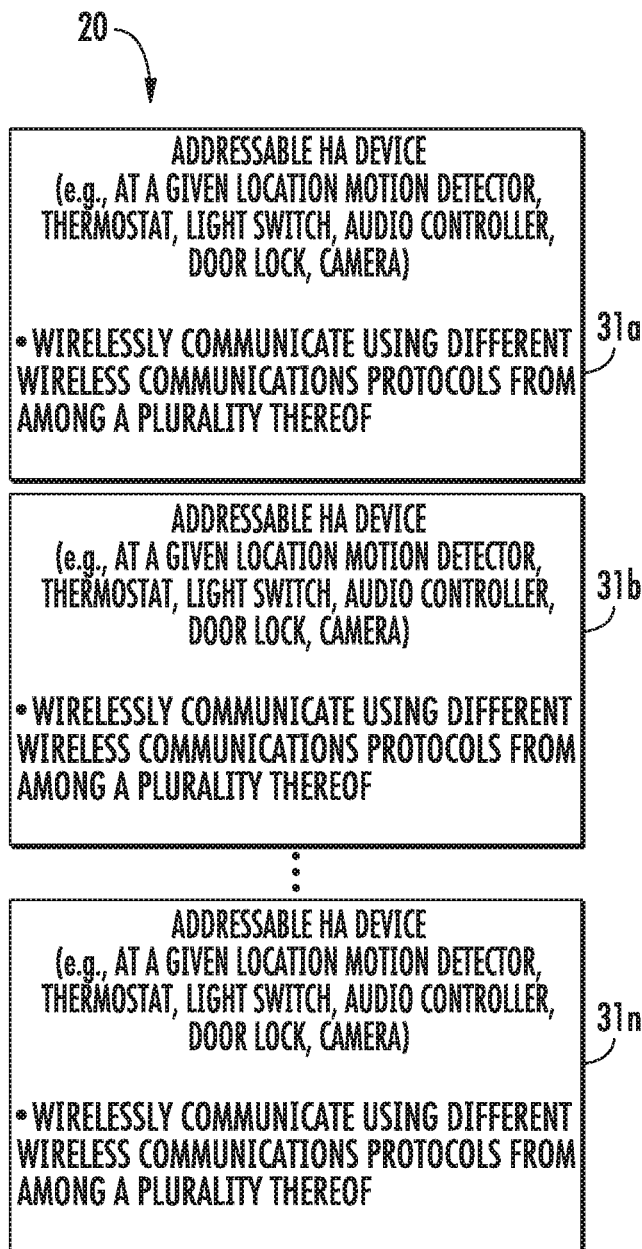 20
ADDRESSABLE HA DEVICE
(e.g., AT A GIVEN LOCATION MOTION DETECTOR,
THERMOSTAT, LIGHT SWITCH, AUDIO CONTROLLER,
DOOR LOCK, CAMERA)
• WIRELESSLY COMMUNICATE USING DIFFERENT
WIRELESS COMMUNICATIONS PROTOCOLS FROM
AMONG A PLURALITY THEREOF
31a
ADDRESSABLE HA DEVICE
(e.g., AT A GIVEN LOCATION MOTION DETECTOR,
THERMOSTAT, LIGHT SWITCH, AUDIO CONTROLLER,
DOOR LOCK, CAMERA)
• WIRELESSLY COMMUNICATE USING DIFFERENT
WIRELESS COMMUNICATIONS PROTOCOLS FROM
AMONG A PLURALITY THEREOF
31b
ADDRESSABLE HA DEVICE
(e.g., AT A GIVEN LOCATION MOTION DETECTOR,
THERMOSTAT, LIGHT SWITCH, AUDIO CONTROLLER,
DOOR LOCK, CAMERA)
• WIRELESSLY COMMUNICATE USING DIFFERENT
WIRELESS COMMUNICATIONS PROTOCOLS FROM
AMONG A PLURALITY THEREOF
31n